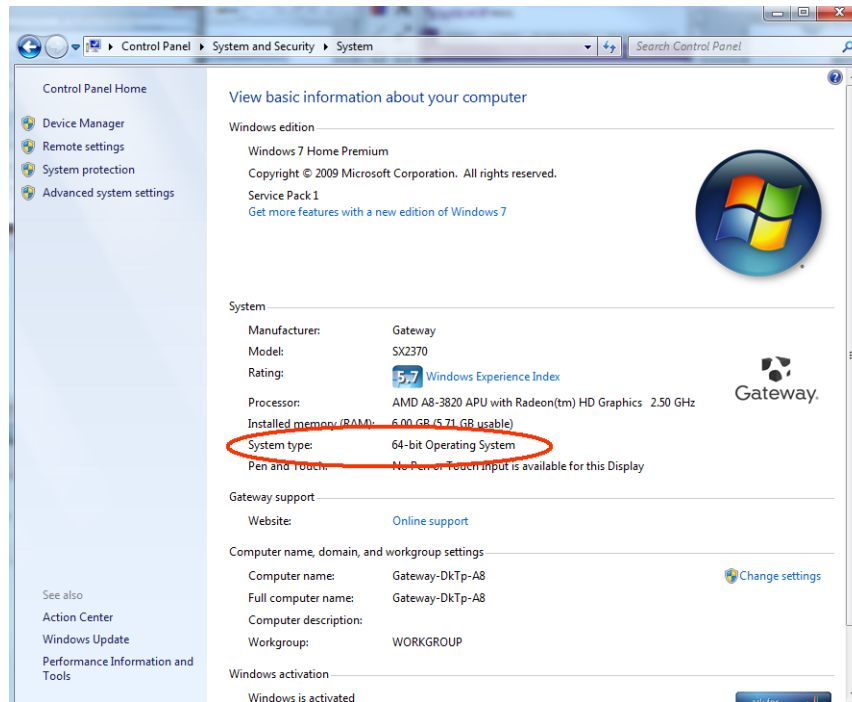 Control Panel ▸ System and Security ▸ System
Search Control Panel
Control Panel Home
Device Manager
Remote settings
System protection
Advanced system settings
See also
Action Center
Windows Update
Performance Information and
Tools
View basic information about your computer
Windows edition
Windows 7 Home Premium
Copyright © 2009 Microsoft Corporation. All rights reserved.
Service Pack 1
Get more features with a new edition of Windows 7
System
Manufacturer: Gateway
Model: SX2370
Rating: 5.7 Windows Experience Index
Processor: AMD A8-3820 APU with Radeon(tm) HD Graphics 2.50 GHz
Installed memory (RAM): 6.00 GB (5.71 GB usable)
System type: 64-bit Operating System
Pen and Touch: No Pen or Touch Input is available for this Display
Gateway.
Gateway support
Website: Online support
Computer name, domain, and workgroup settings
Computer name: Gateway-DkTp-A8
Change settings
Full computer name: Gateway-DkTp-A8
Computer description:
Workgroup: WORKGROUP
Windows activation
Windows is activated